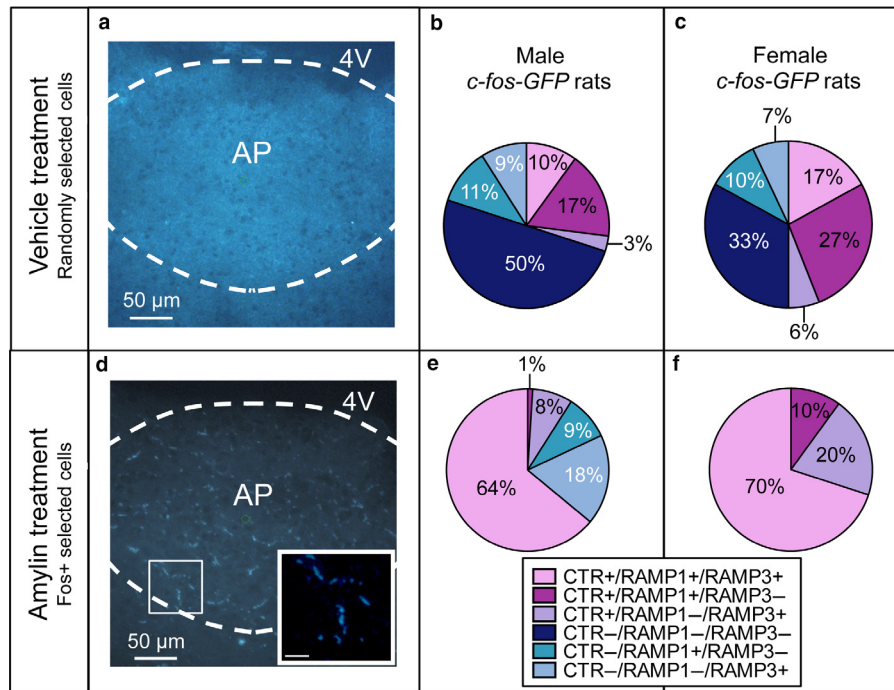 a
b
c
Vehicle treatment
Randomly selected cells
4V
AP
50 μm
Male
c-fos-GFP rats
9%
10%
11%
17%
3%
50%
Female
c-fos-GFP rats
7%
17%
10%
27%
33%
6%
d
e
f
Amylin treatment
Fos+ selected cells
4V
AP
50 μm
1%
8%
9%
18%
64%
10%
20%
70%
CTR+/RAMP1+/RAMP3+
CTR+/RAMP1+/RAMP3–
CTR+/RAMP1–/RAMP3+
CTR–/RAMP1–/RAMP3–
CTR–/RAMP1+/RAMP3–
CTR–/RAMP1–/RAMP3+